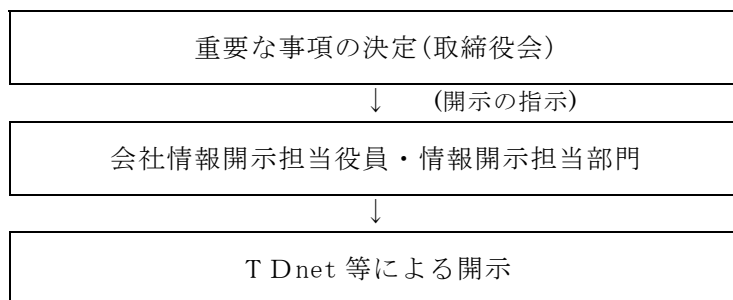 重要な事項の決定(取締役会)
↓ (開示の指示)
会社情報開示担当役員・情報開示担当部門
↓
ＴＤnet 等による開示